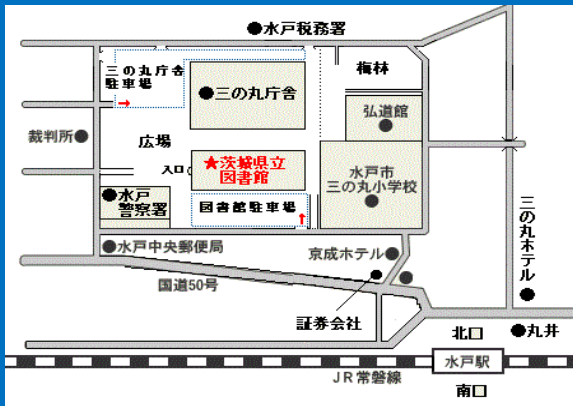 ●水戸税務署
三の丸庁舎
駐車場
梅林
●三の丸庁舎
弘道館
裁判所●
広場
入口
★茨城県立
図書館
水戸市
三の丸小学校
●水戸
警察署
図書館駐車場
三の丸ホテル●
●水戸中央郵便局
京成ホテル●
国道50号
証券会社
北口
●丸井
水戸駅
JR常磐線
南口